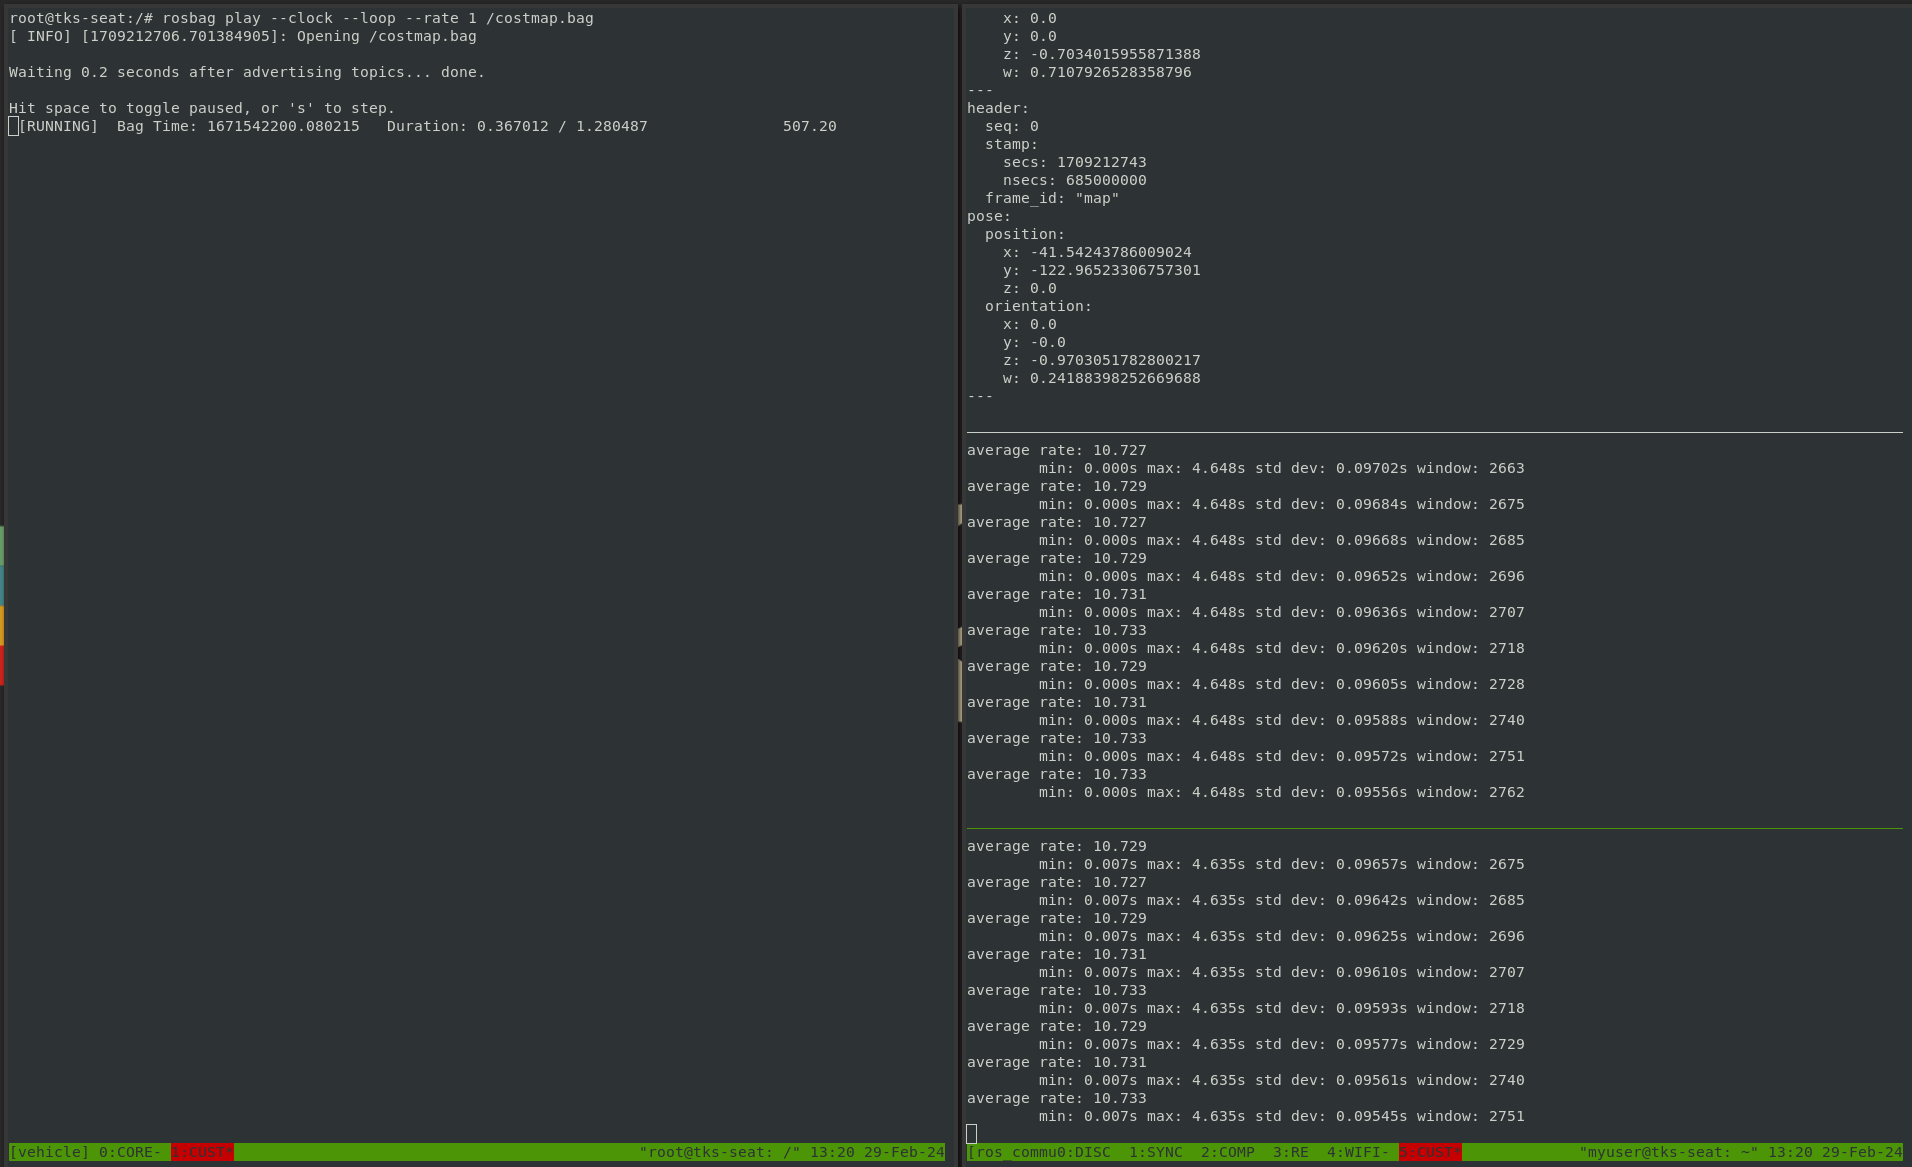 root@tks-seat:/# rosbag play --clock --loop --rate 1 /costmap.bag
[ INFO] [1709212706.701384905]: Opening /costmap.bag
Waiting 0.2 seconds after advertising topics... done.
Hit space to toggle paused, or 's' to step.
[RUNNING]  Bag Time: 1671542200.080215   Duration: 0.367012 / 1.280487               507.20
[vehicle] 0:CORE- 1:CUST* "root@tks-seat: /" 13:20 29-Feb-24
x: 0.0
y: 0.0
z: -0.7034015955871388
w: 0.7107926528358796
---
header:
seq: 0
stamp:
secs: 1709212743
nsecs: 685000000
frame_id: "map"
pose:
position:
x: -41.54243786009024
y: -122.96523306757301
z: 0.0
orientation:
x: 0.0
y: -0.0
z: -0.9703051782800217
w: 0.24188398252669688
---
average rate: 10.727
min: 0.000s max: 4.648s std dev: 0.09702s window: 2663
average rate: 10.729
min: 0.000s max: 4.648s std dev: 0.09684s window: 2675
average rate: 10.727
min: 0.000s max: 4.648s std dev: 0.09668s window: 2685
average rate: 10.729
min: 0.000s max: 4.648s std dev: 0.09652s window: 2696
average rate: 10.731
min: 0.000s max: 4.648s std dev: 0.09636s window: 2707
average rate: 10.733
min: 0.000s max: 4.648s std dev: 0.09620s window: 2718
average rate: 10.729
min: 0.000s max: 4.648s std dev: 0.09605s window: 2728
average rate: 10.731
min: 0.000s max: 4.648s std dev: 0.09588s window: 2740
average rate: 10.733
min: 0.000s max: 4.648s std dev: 0.09572s window: 2751
average rate: 10.733
min: 0.000s max: 4.648s std dev: 0.09556s window: 2762
average rate: 10.729
min: 0.007s max: 4.635s std dev: 0.09657s window: 2675
average rate: 10.727
min: 0.007s max: 4.635s std dev: 0.09642s window: 2685
average rate: 10.729
min: 0.007s max: 4.635s std dev: 0.09625s window: 2696
average rate: 10.731
min: 0.007s max: 4.635s std dev: 0.09610s window: 2707
average rate: 10.733
min: 0.007s max: 4.635s std dev: 0.09593s window: 2718
average rate: 10.729
min: 0.007s max: 4.635s std dev: 0.09577s window: 2729
average rate: 10.731
min: 0.007s max: 4.635s std dev: 0.09561s window: 2740
average rate: 10.733
min: 0.007s max: 4.635s std dev: 0.09545s window: 2751
[ros_commu0:DISC  1:SYNC  2:COMP  3:RE  4:WIFI- 5:CUST* "myuser@tks-seat: ~" 13:20 29-Feb-24